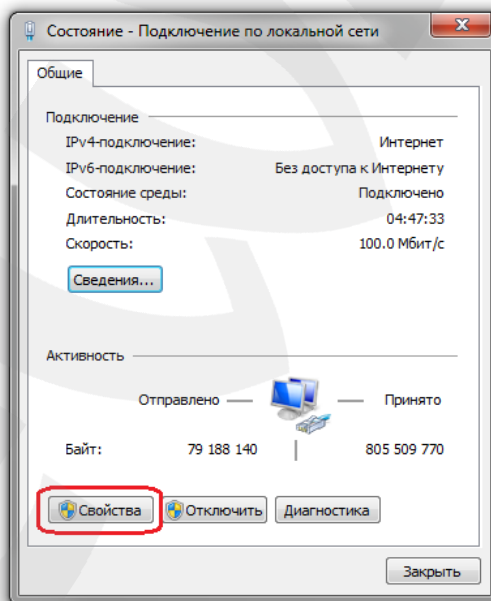 Состояние - Подключение по локальной сети
Общие
Подключение
IPv4-подключение: Интернет
IPv6-подключение: Без доступа к Интернету
Состояние среды: Подключено
Длительность: 04:47:33
Скорость: 100.0 Мбит/с
Сведения...
Активность
Отправлено Принято
Байт: 79 188 140 805 509 770
Свойства Отключить Диагностика
Закрыть